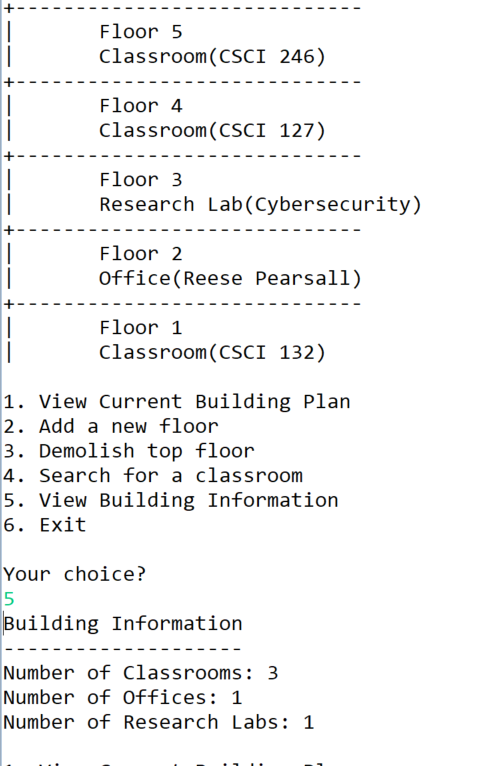 +-----------------------------
|       Floor 5
|       Classroom(CSCI 246)
+-----------------------------
|       Floor 4
|       Classroom(CSCI 127)
+-----------------------------
|       Floor 3
|       Research Lab(Cybersecurity)
+-----------------------------
|       Floor 2
|       Office(Reese Pearsall)
+-----------------------------
|       Floor 1
|       Classroom(CSCI 132)

1. View Current Building Plan
2. Add a new floor
3. Demolish top floor
4. Search for a classroom
5. View Building Information
6. Exit

Your choice?
5
Building Information
--------------------
Number of Classrooms: 3
Number of Offices: 1
Number of Research Labs: 1